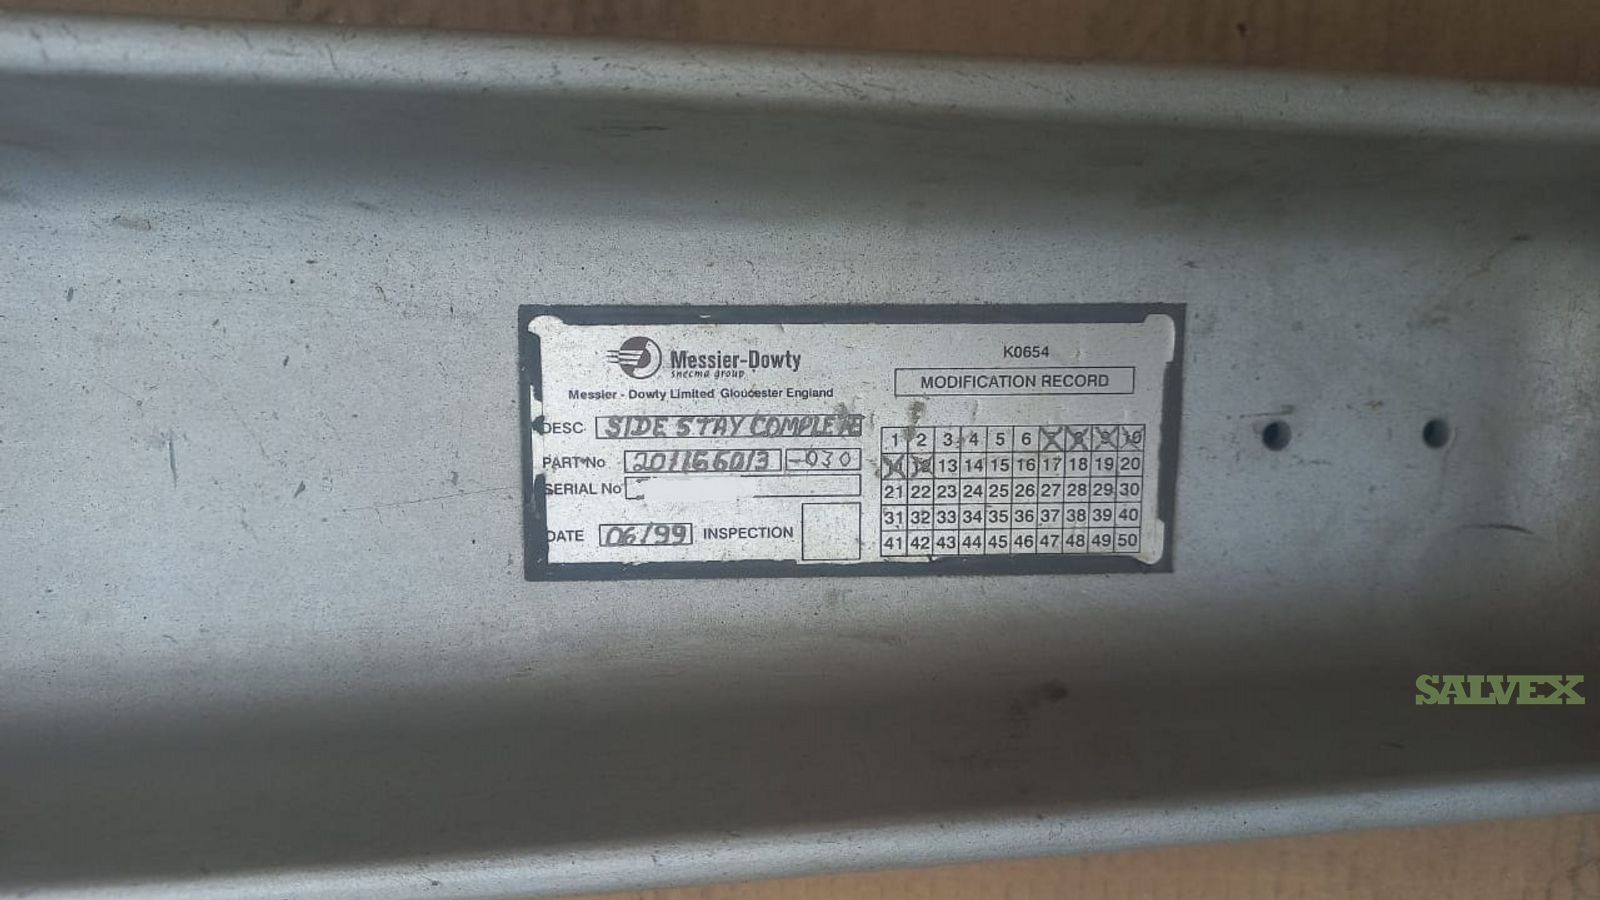 Messier-Dowty
snecma group
Messier - Dowty Limited Gloucester England
DESC SIDE STAY COMPLETE
PART No 201166013 -030
SERIAL No
DATE 06/99 INSPECTION
K0654
MODIFICATION RECORD
1 2 3 4 5 6 7 8 9 10
11 12 13 14 15 16 17 18 19 20
21 22 23 24 25 26 27 28 29 30
31 32 33 34 35 36 37 38 39 40
41 42 43 44 45 46 47 48 49 50
SALVEX